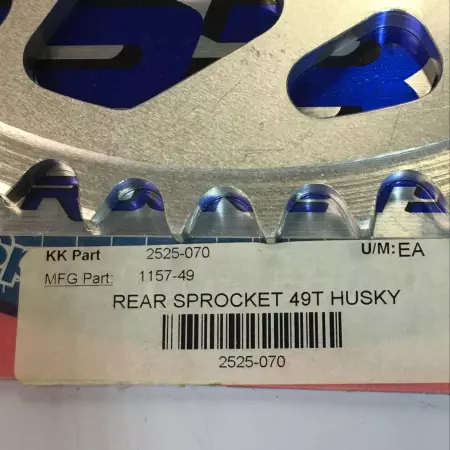 KK Part 2525-070 U/M: EA
MFG Part: 1157-49
REAR SPROCKET 49T HUSKY
2525-070